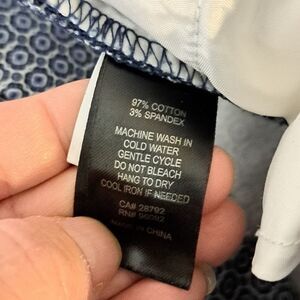 97% COTTON
3% SPANDEX
MACHINE WASH IN
COLD WATER
GENTLE CYCLE
DO NOT BLEACH
HANG TO DRY
COOL IRON IF NEEDED
CA# 28792
RN# 96092
MADE IN CHINA